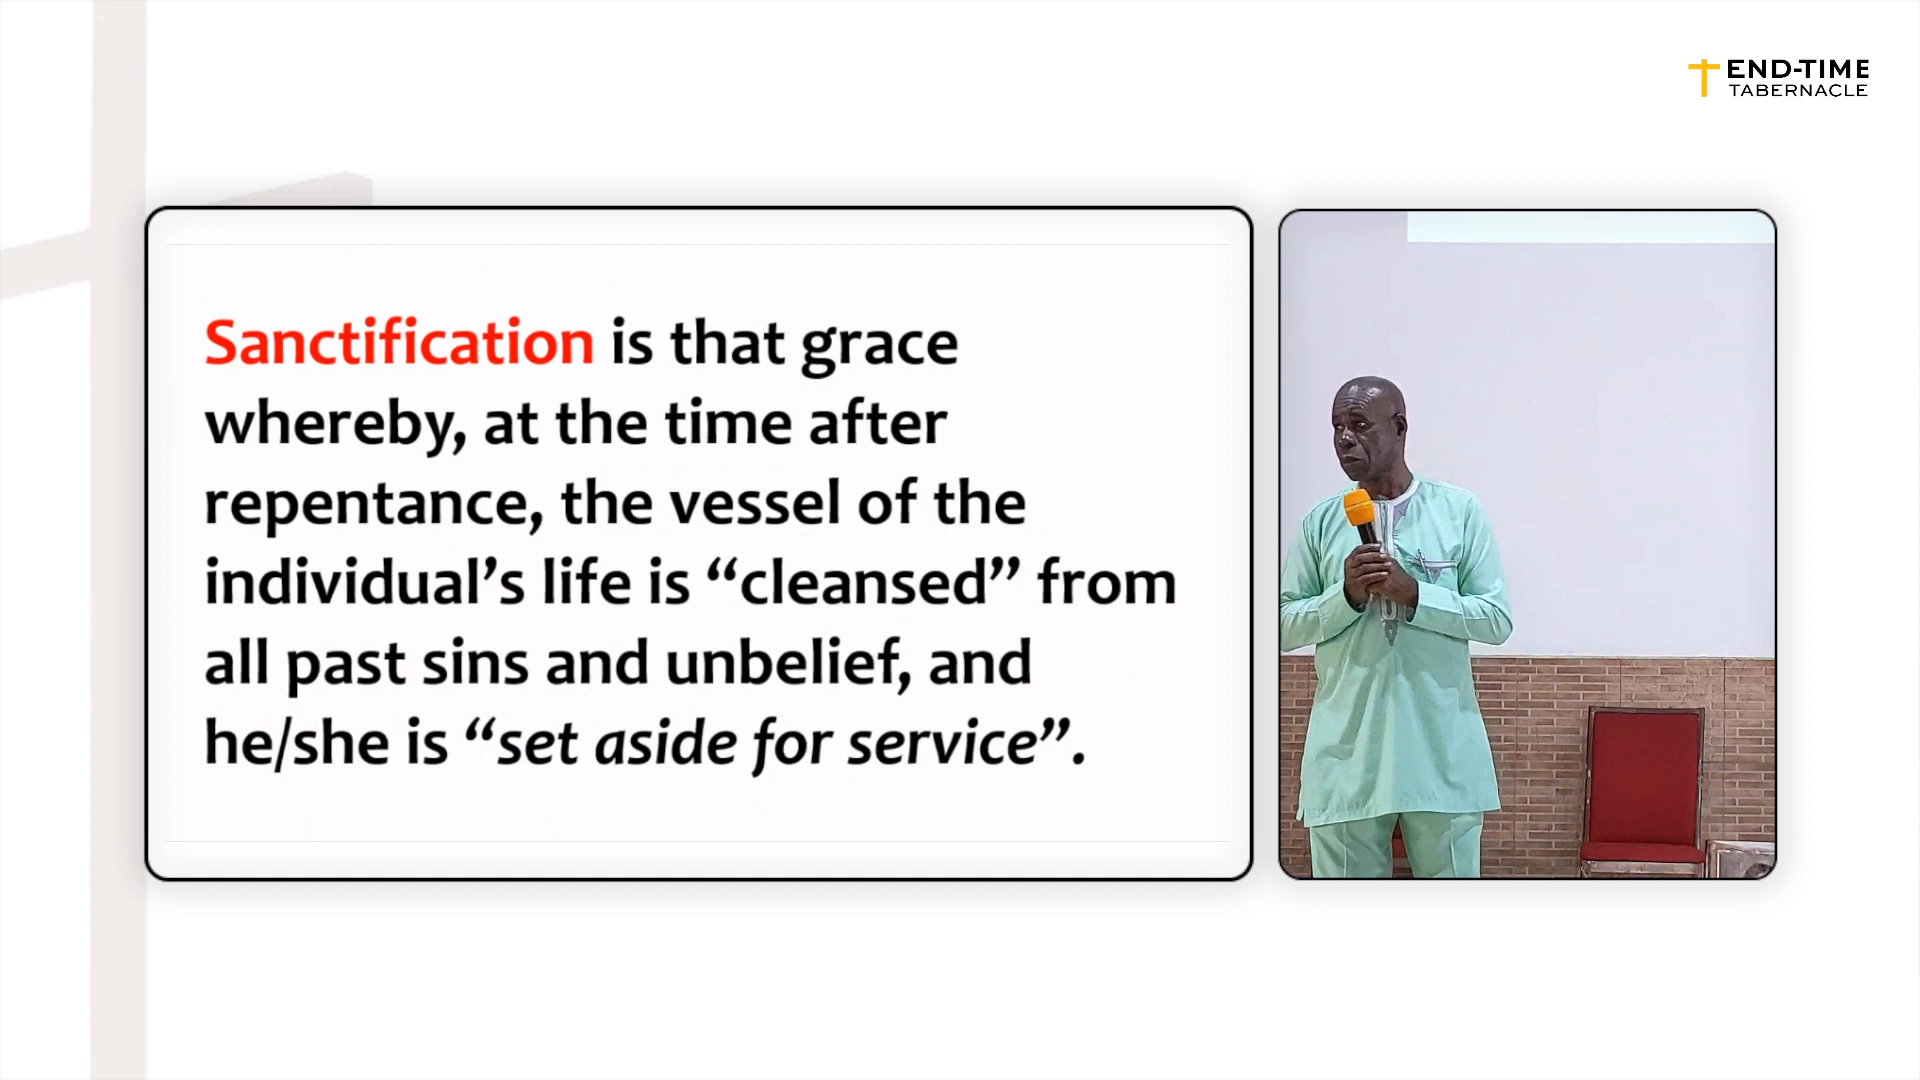 END-TIME
TABERNACLE
Sanctification is that grace
whereby, at the time after
repentance, the vessel of the
individual’s life is “cleansed” from
all past sins and unbelief, and
he/she is “set aside for service”.